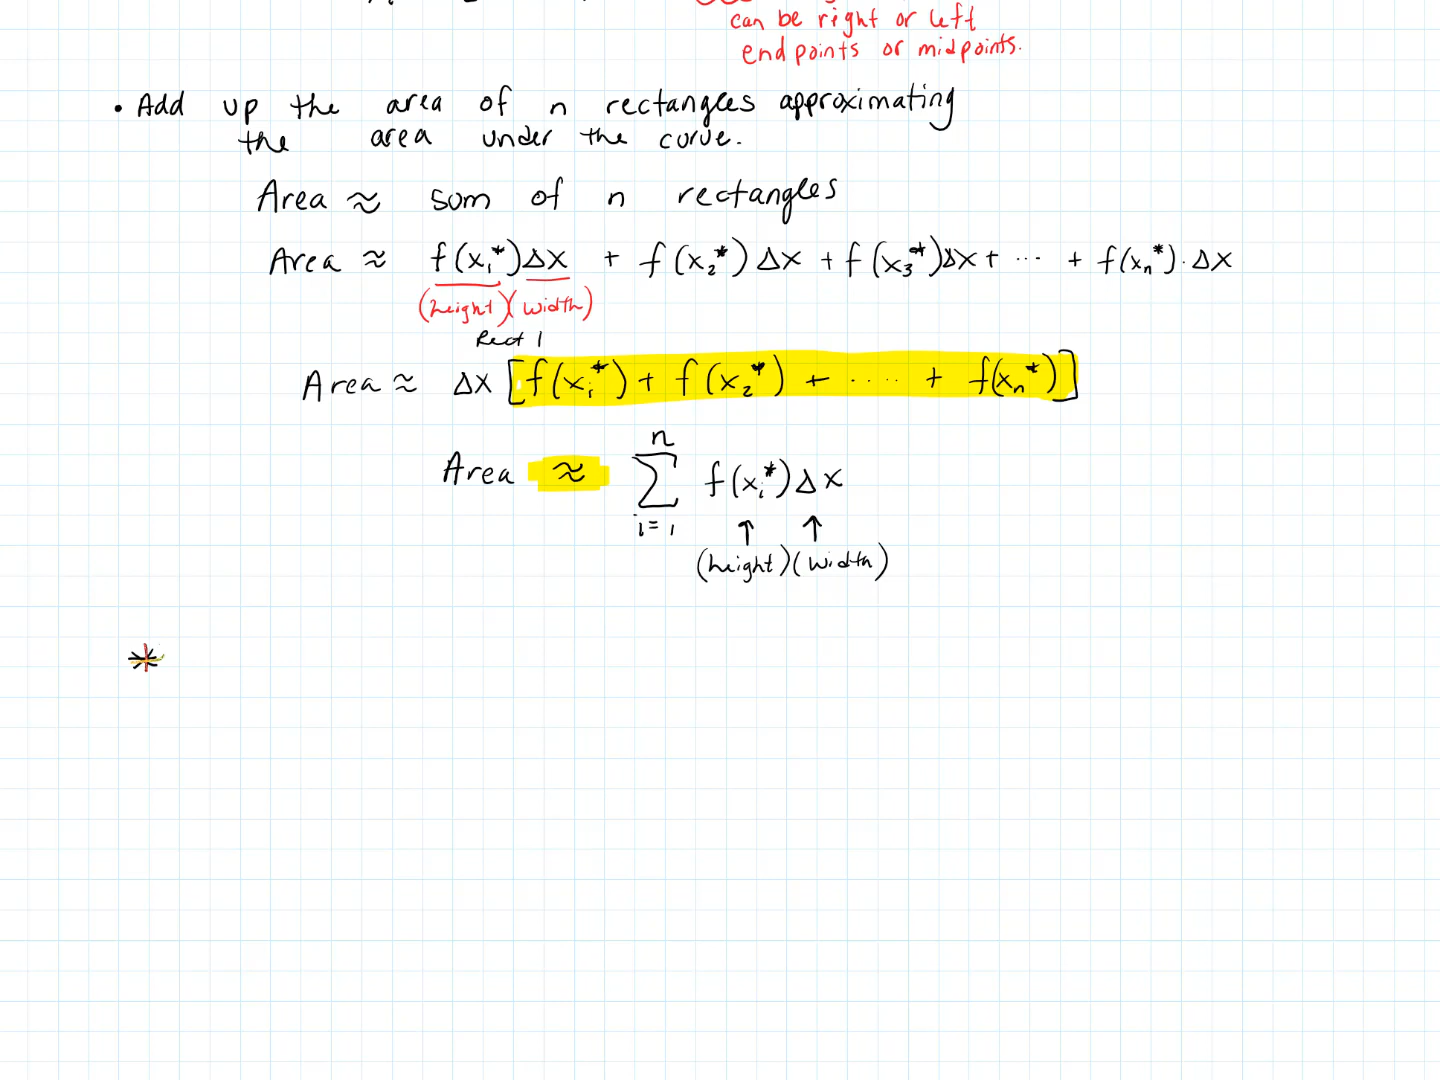 can be right or left
end points or midpoints.
• Add up the area of n rectangles approximating
the area under the curve.
Area ≈ sum of n rectangles
Area ≈ f(x₁*)Δx + f(x₂*)Δx + f(x₃*)Δx + ··· + f(xₙ*)·Δx
(height)(width)
Rect 1
Area ≈ Δx [f(x₁*) + f(x₂*) + ···· + f(xₙ*)]
n
Area ≈ ∑ f(xᵢ*)Δx
i=1
↑ ↑
(height)(width)
*